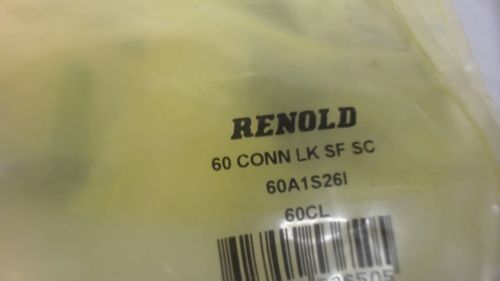 RENOLD
60 CONN LK SF SC
60A1S26I
60CL